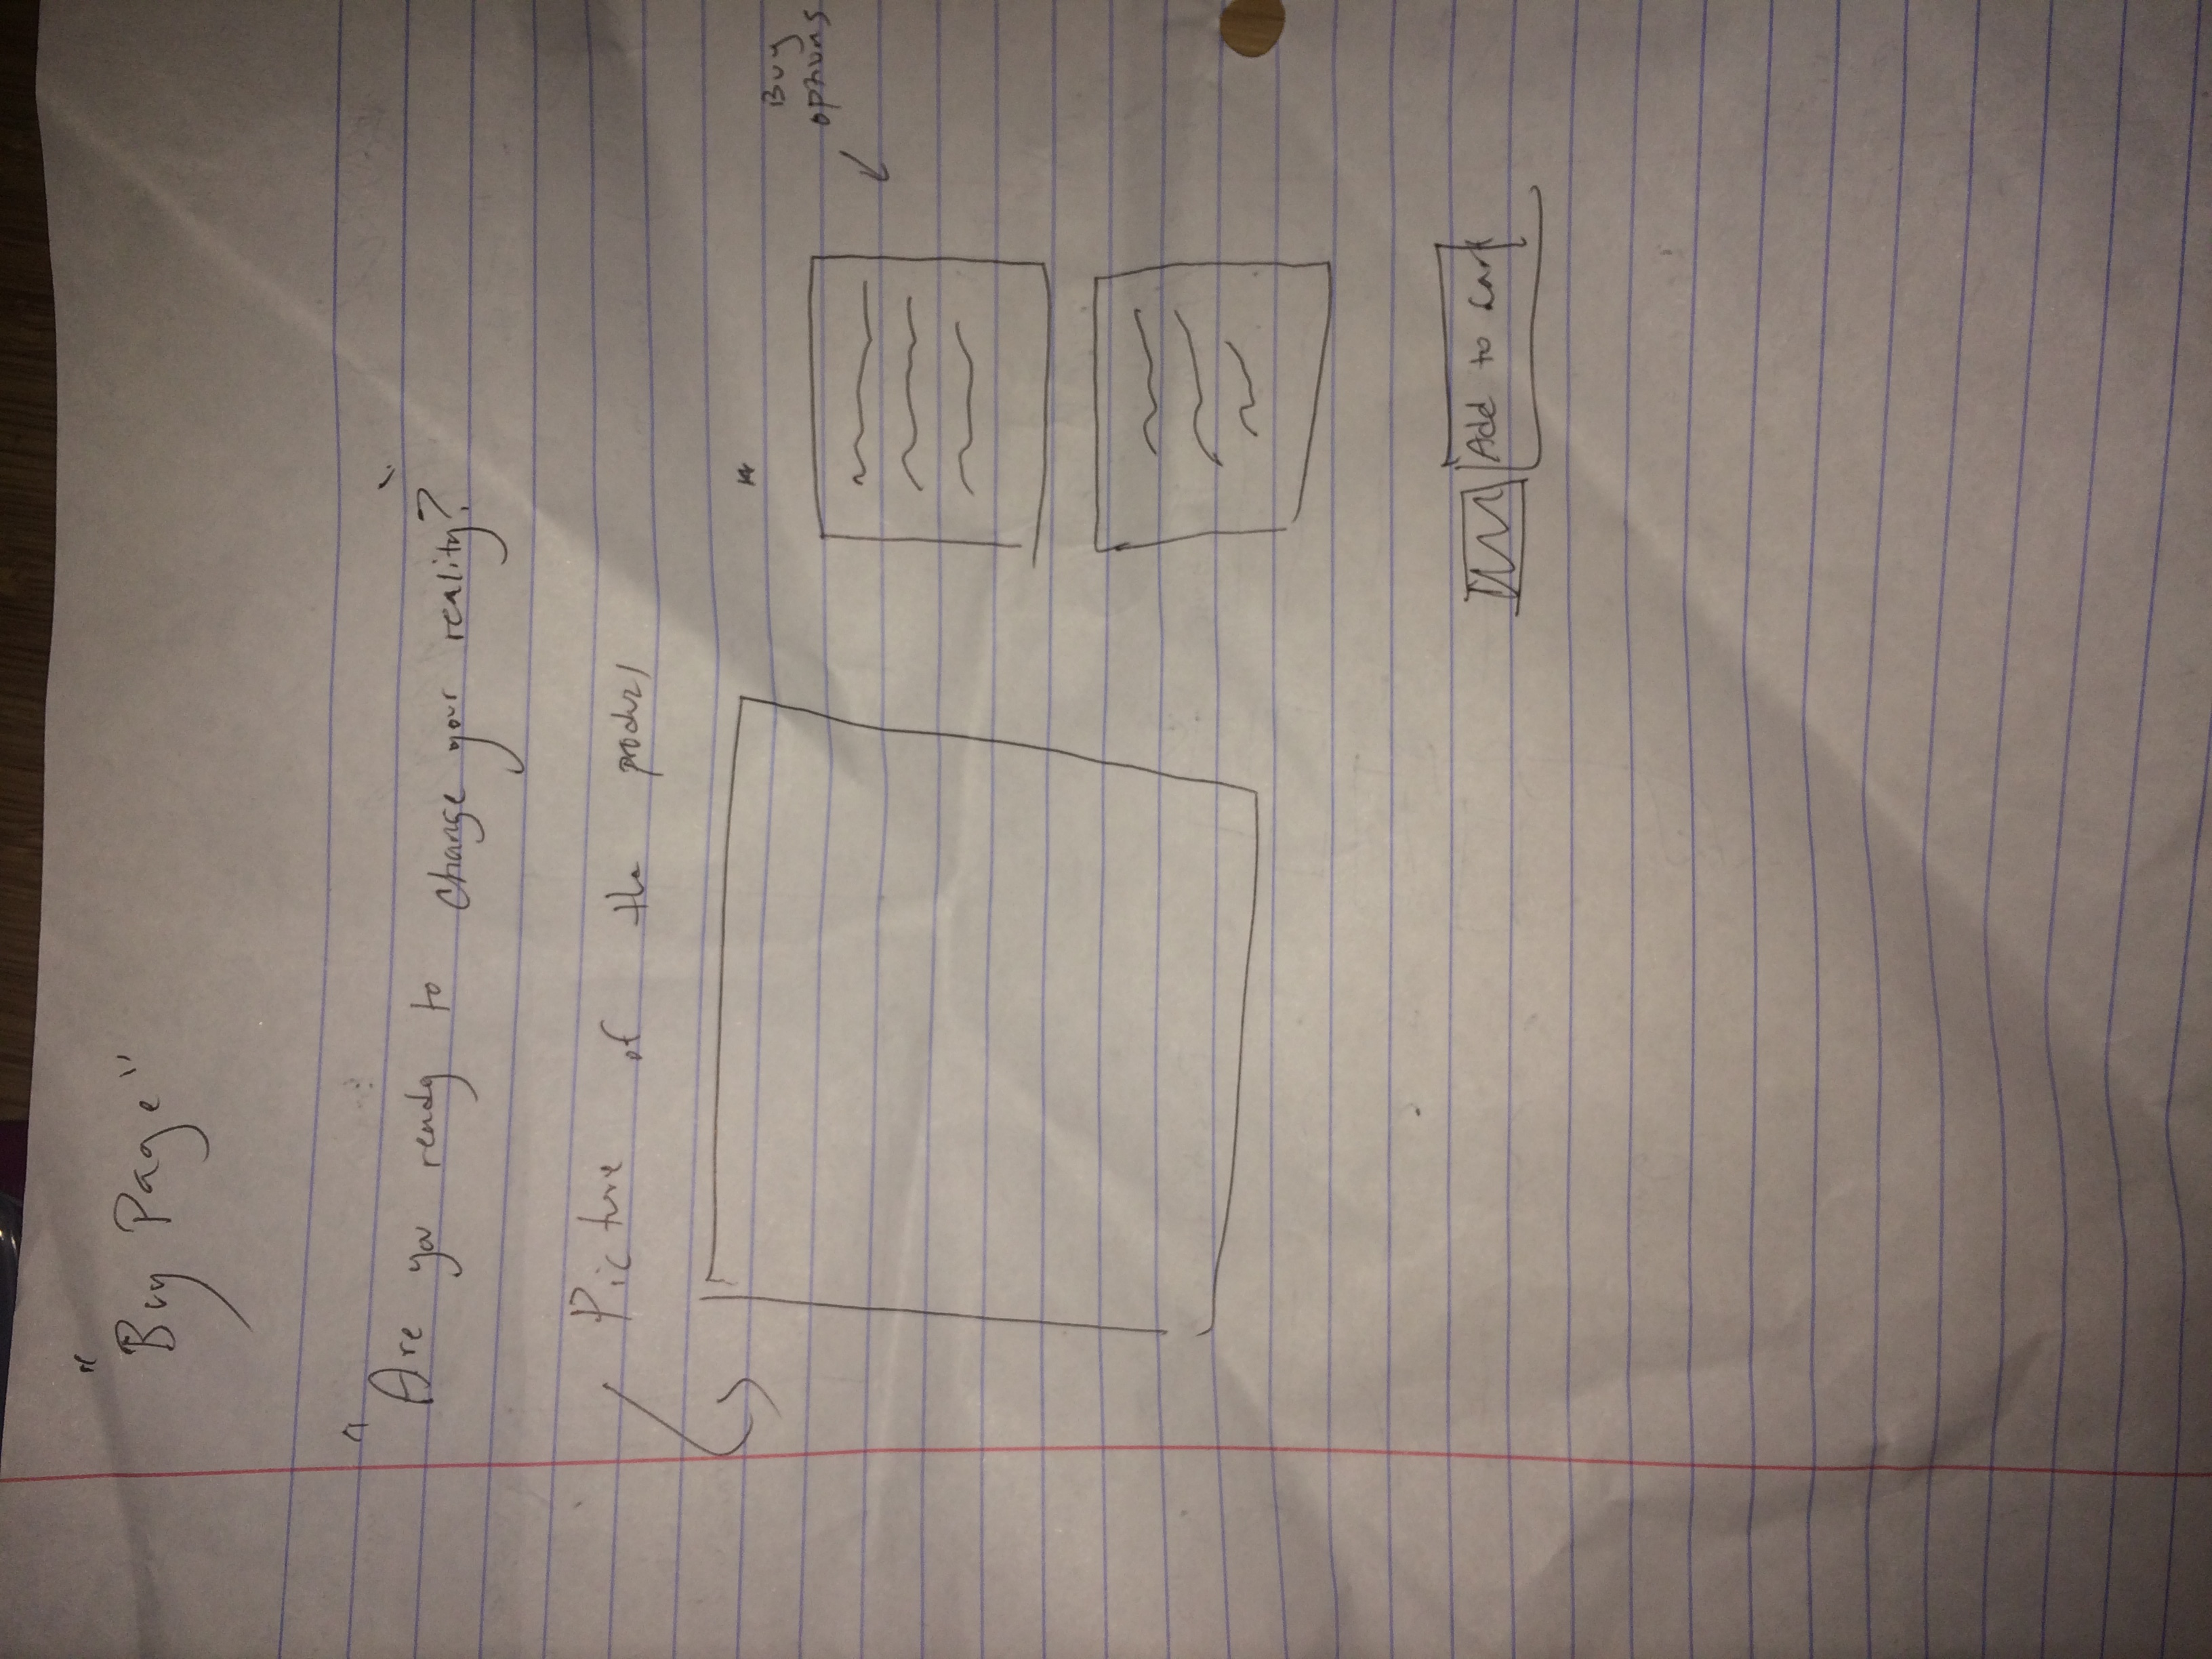 "Buy Page"
"Are you ready to change your reality?"
Picture of the product
Buy
options
Add to cart